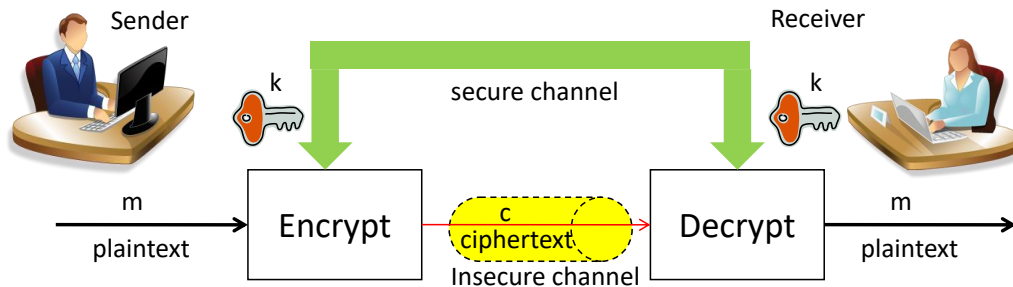 Sender
Receiver
k
k
secure channel
m
plaintext
Encrypt
c
ciphertext
Insecure channel
Decrypt
m
plaintext